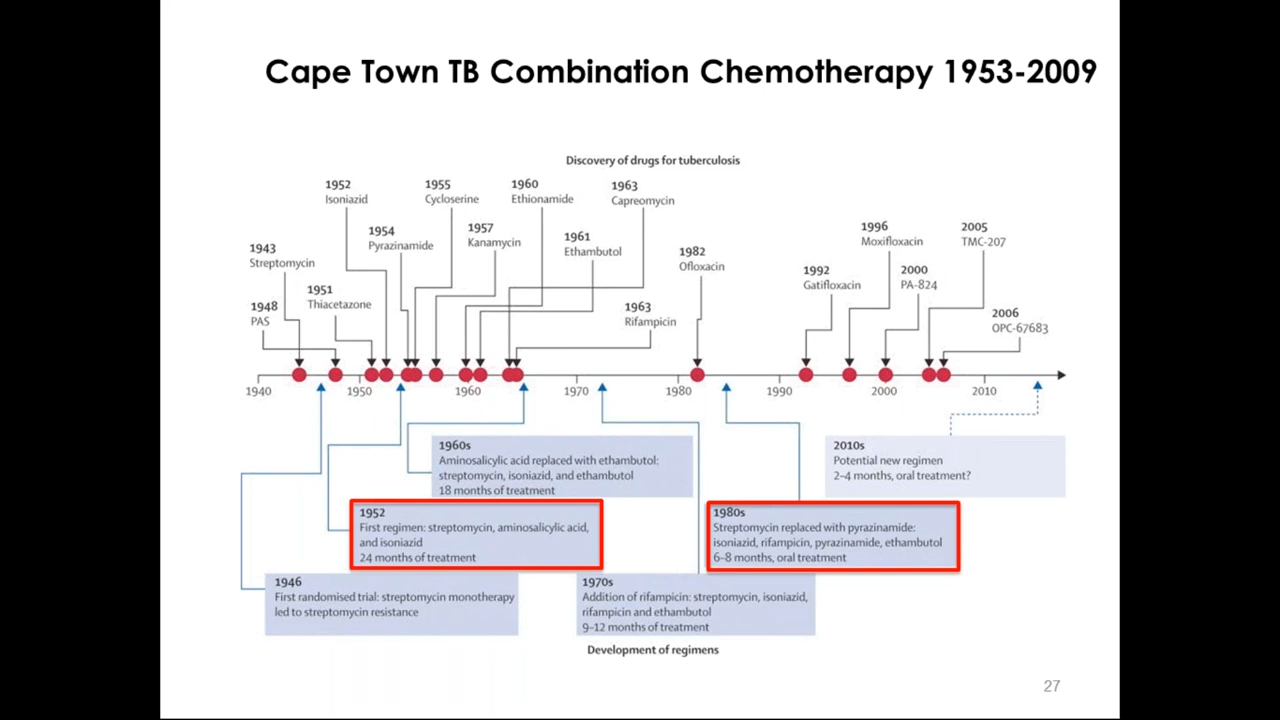 Cape Town TB Combination Chemotherapy 1953-2009
Discovery of drugs for tuberculosis
1952
Isoniazid
1955
Cycloserine
1960
Ethionamide
1963
Capreomycin
1954
Pyrazinamide
1957
Kanamycin
1961
Ethambutol
1996
Moxifloxacin
2005
TMC-207
1943
Streptomycin
1982
Ofloxacin
1992
Gatifloxacin
2000
PA-824
1951
Thiacetazone
1948
PAS
1963
Rifampicin
2006
OPC-67683
1940
1950
1960
1970
1980
1990
2000
2010
1960s
Aminosalicylic acid replaced with ethambutol:
streptomycin, isoniazid, and ethambutol
18 months of treatment
2010s
Potential new regimen
2–4 months, oral treatment?
1952
First regimen: streptomycin, aminosalicylic acid,
and isoniazid
24 months of treatment
1980s
Streptomycin replaced with pyrazinamide:
isoniazid, rifampicin, pyrazinamide, ethambutol
6–8 months, oral treatment
1946
First randomised trial: streptomycin monotherapy
led to streptomycin resistance
1970s
Addition of rifampicin: streptomycin, isoniazid,
rifampicin and ethambutol
9–12 months of treatment
Development of regimens
27